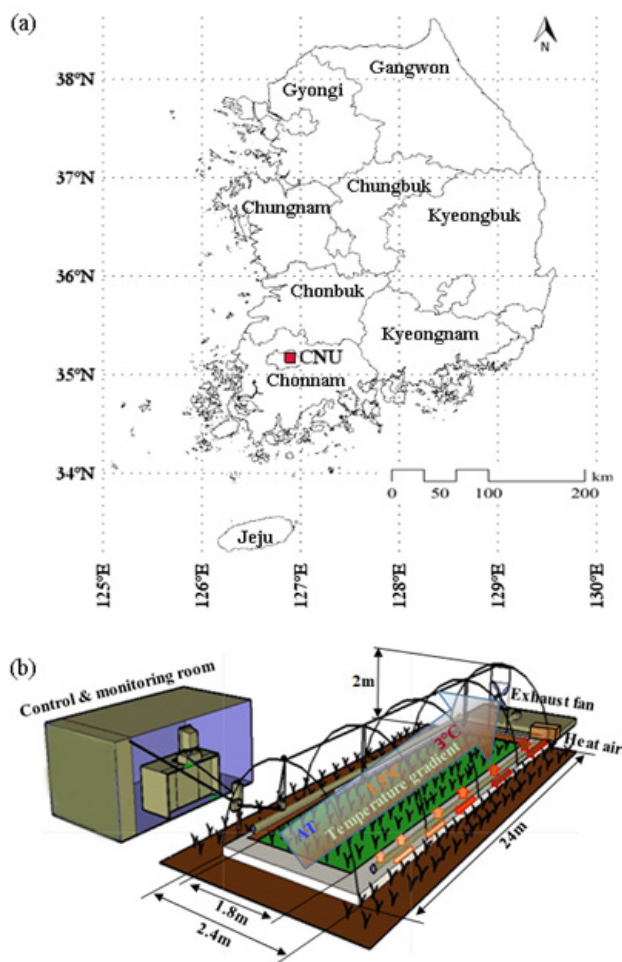 (a)
N
38°N
Gangwon
Gyongi
37°N
Chungbuk
Chungnam
Kyeongbuk
36°N
Chonbuk
Kyeongnam
CNU
35°N
Chonnam
34°N
km
0 50 100 200
Jeju
125°E 126°E 127°E 128°E 129°E 130°E
(b)
Control & monitoring room
2m
Exhaust fan
Heat air
3°C
1.5°C
Temperature gradient
AT
24m
1.8m
2.4m